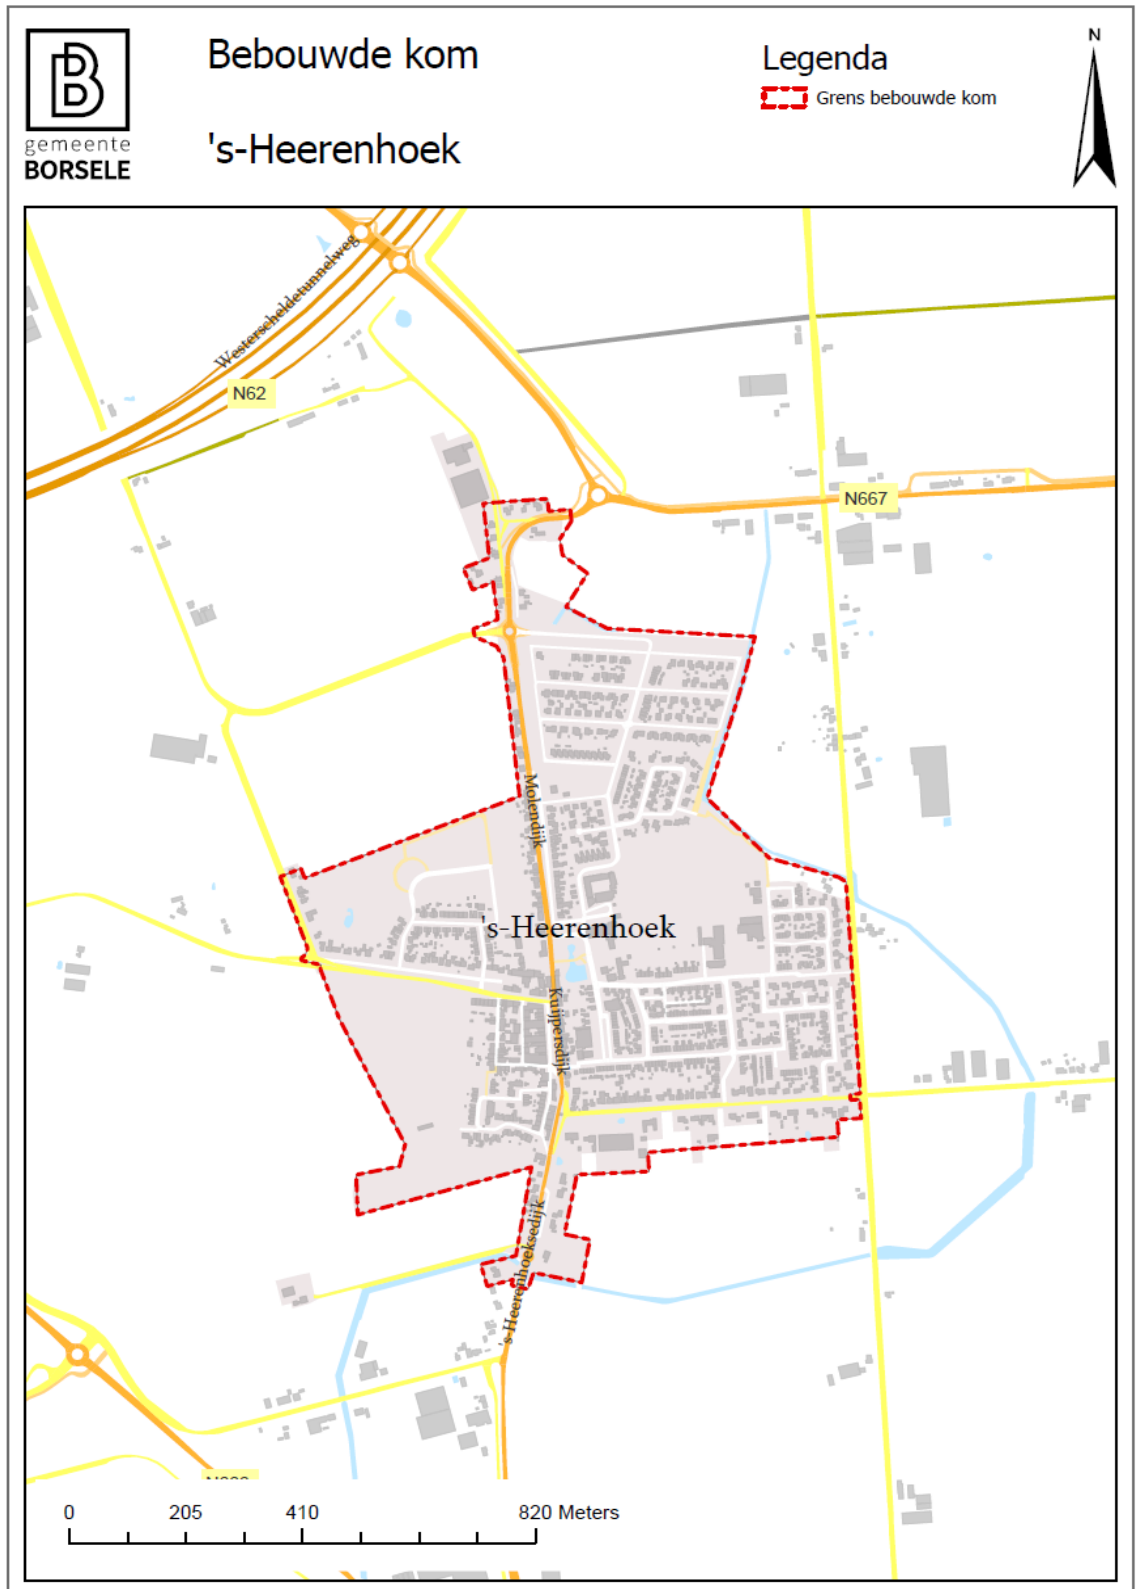 Bebouwde kom
's-Heerenhoek
gemeente
BORSELE
Legenda
Grens bebouwde kom
N
Westerscheldetunnelweg
N62
N667
Molendijk
's-Heerenhoek
Kuijpersdijk
's-Heerenhoeksedijk
0 205 410 820 Meters